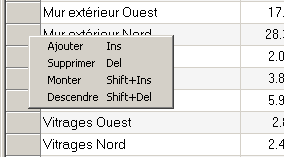 Mur extérieur Ouest 17.
Mur extérieur Nord 28.
Ajouter Ins
2.0
Supprimer Del
Monter Shift+Ins 3.8
Descendre Shift+Del 5.9
Vitrages Ouest 2.8
Vitrages Nord 2.4